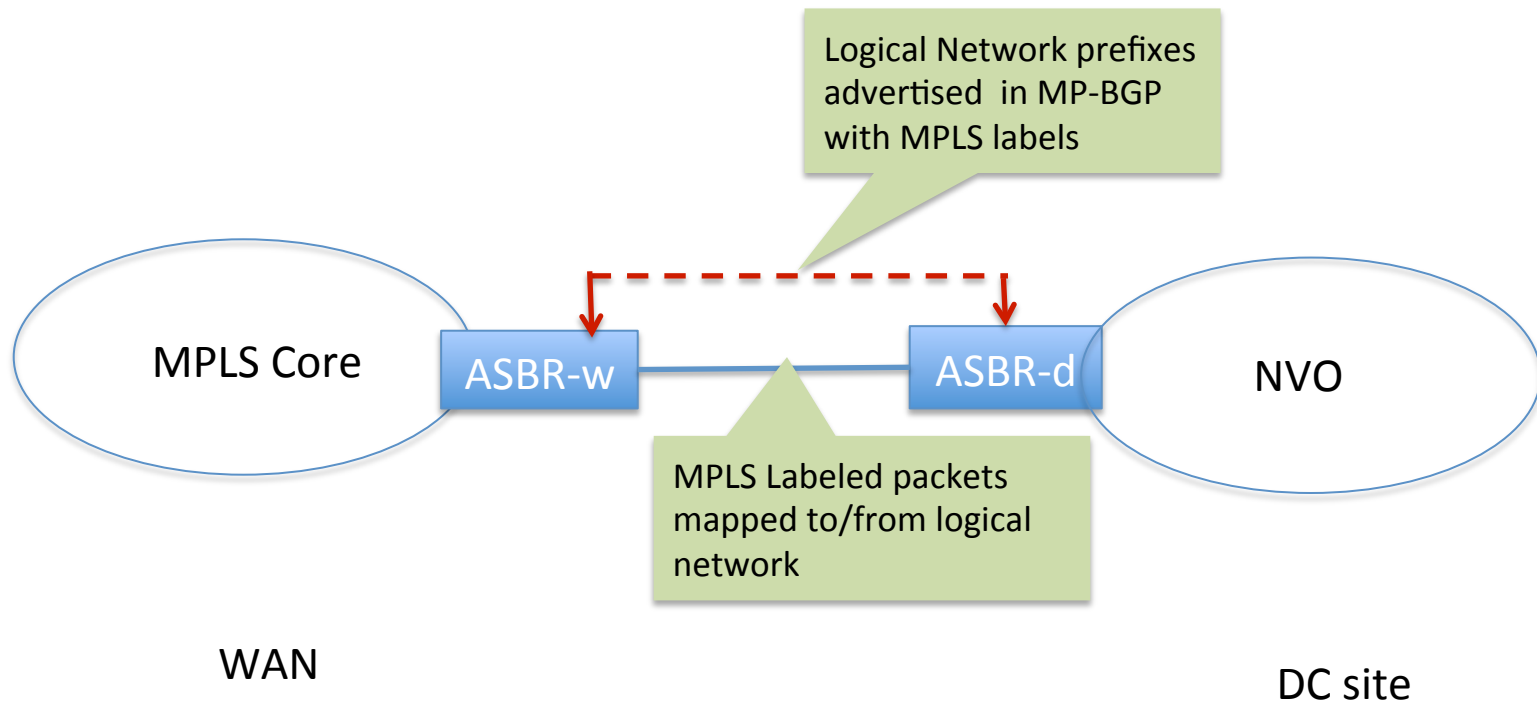 Logical Network prefixes
advertised  in MP-BGP
with MPLS labels
MPLS Core
ASBR-w
ASBR-d
NVO
MPLS Labeled packets
mapped to/from logical
network
WAN
DC site